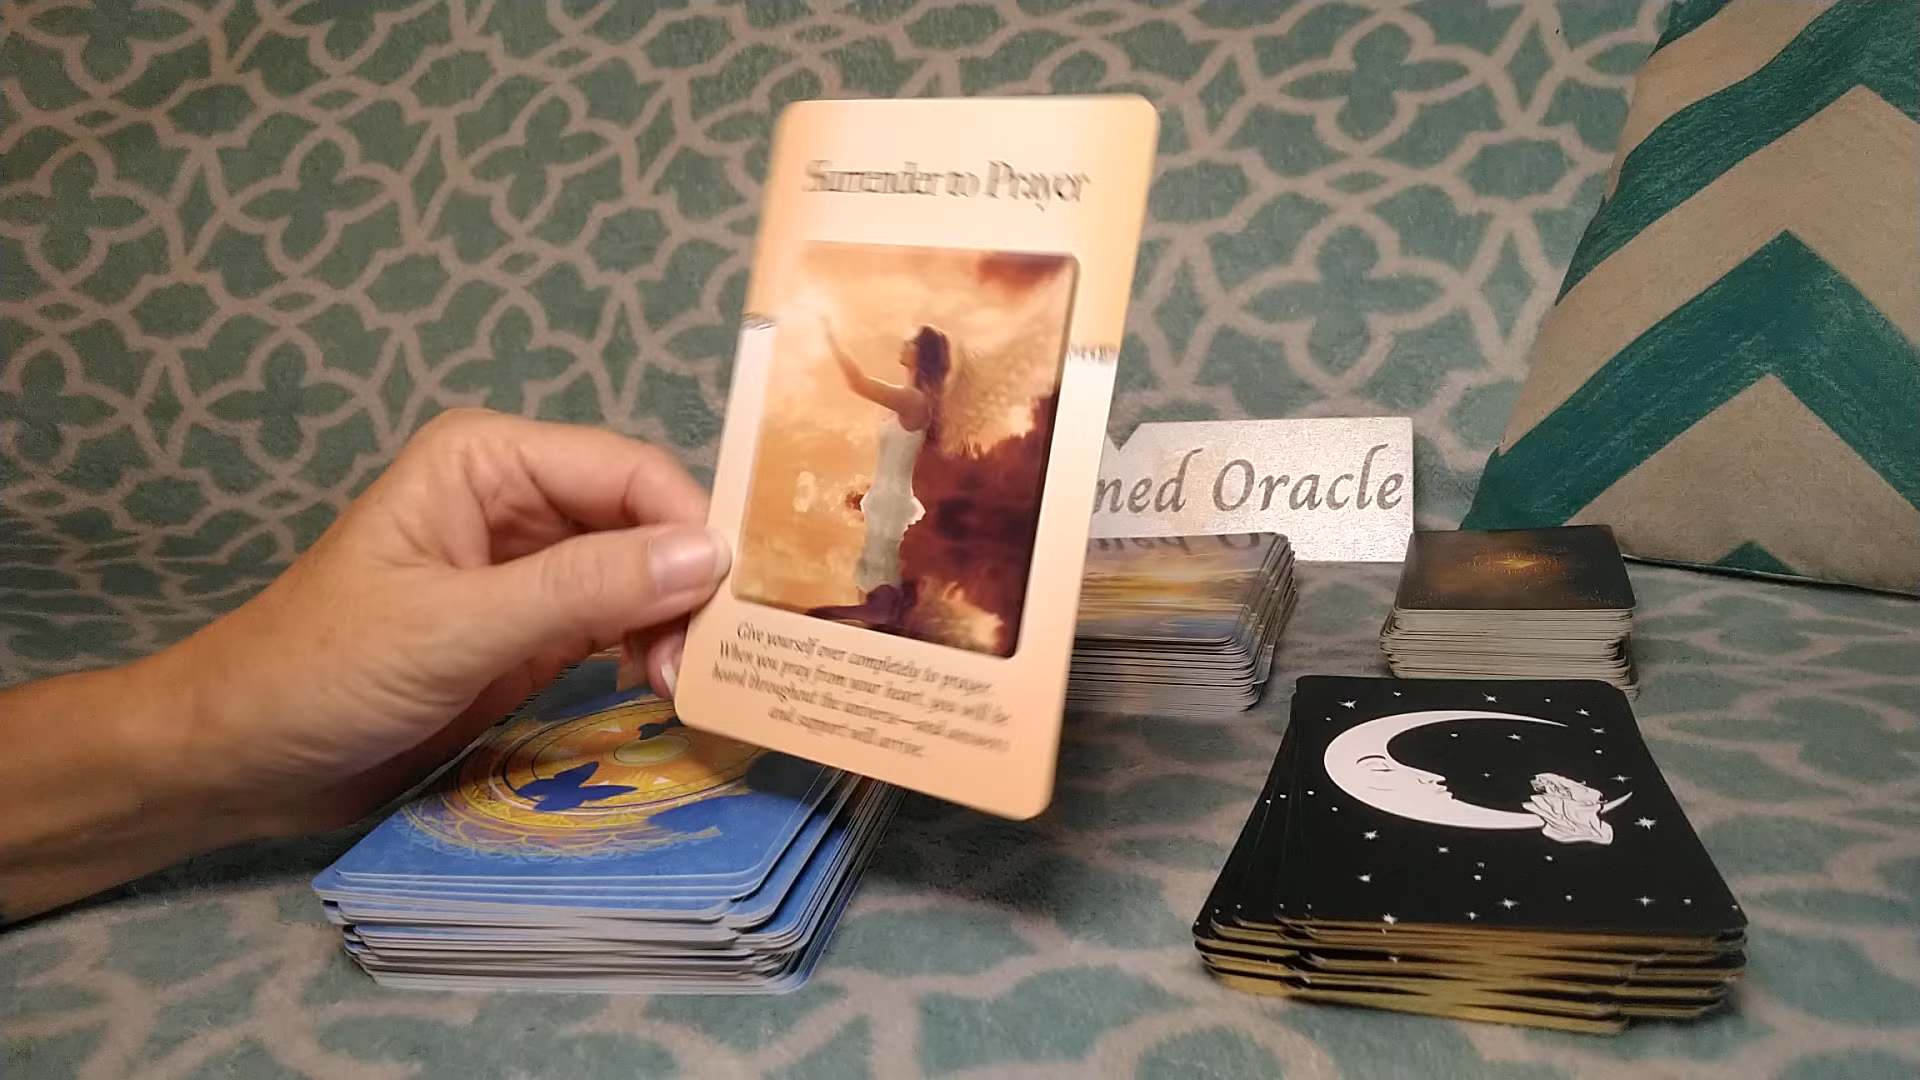 Surrender to Prayer
Give yourself over completely to prayer.
When you pray from your heart, you will be
heard throughout the universe—and answers
and support will arrive.
ned Oracle